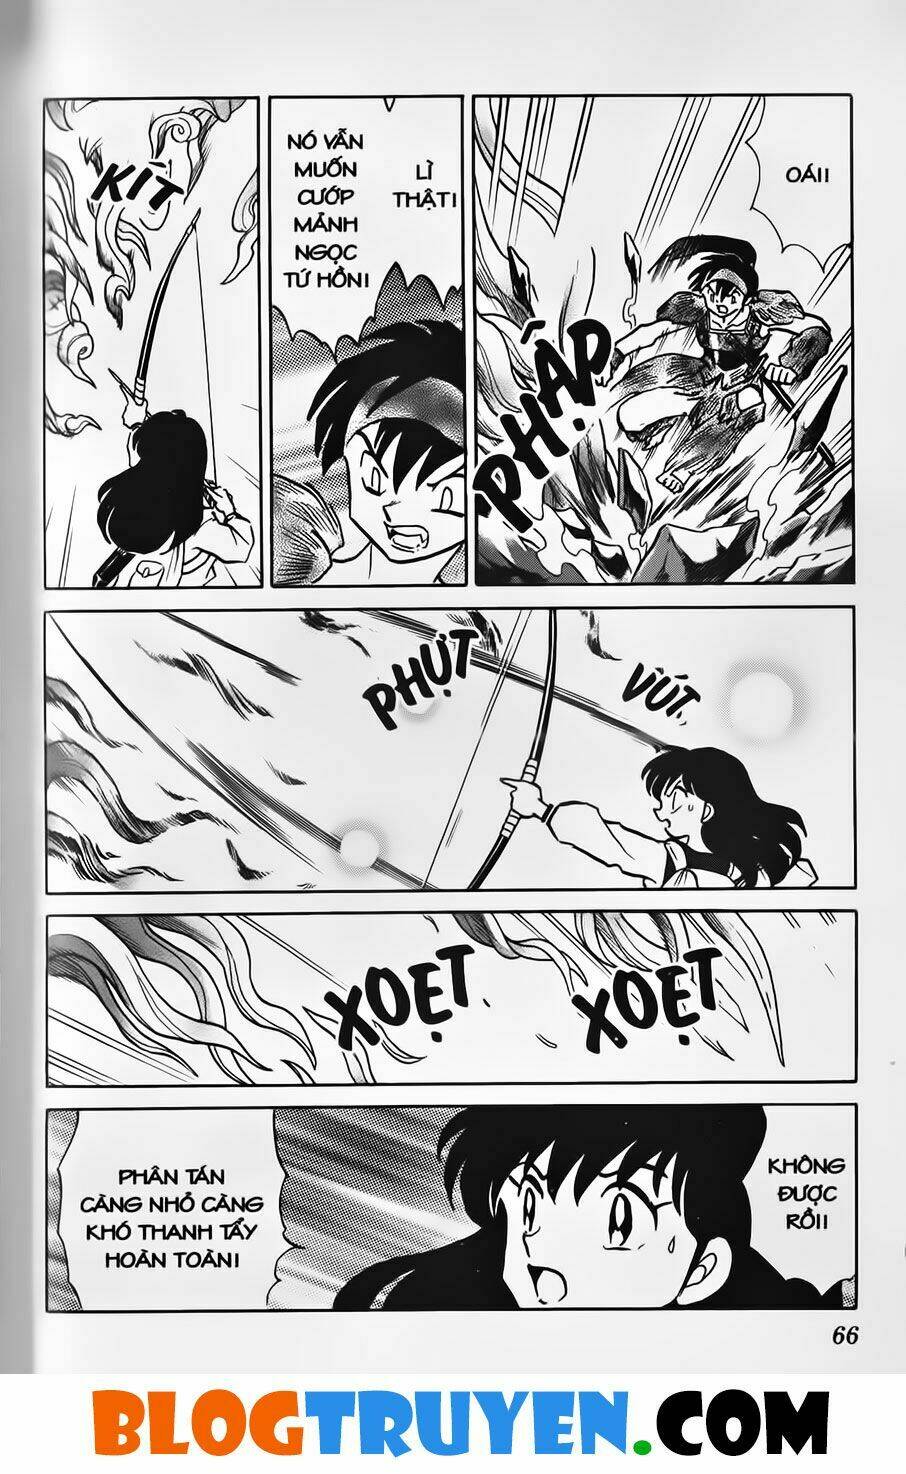 OÁI!
PHẬP
LÌ
THẬT!
NÓ VẪN
MUỐN
CƯỚP
MẢNH
NGỌC
TỨ HỒN!
KÍT
VÚT
PHỰT
XOẸT
XOẸT
KHÔNG
ĐƯỢC
RỒI!
PHÂN TÁN
CÀNG NHỎ CÀNG
KHÓ THANH TẨY
HOÀN TOÀN!
66
BLOGTRUYEN.COM